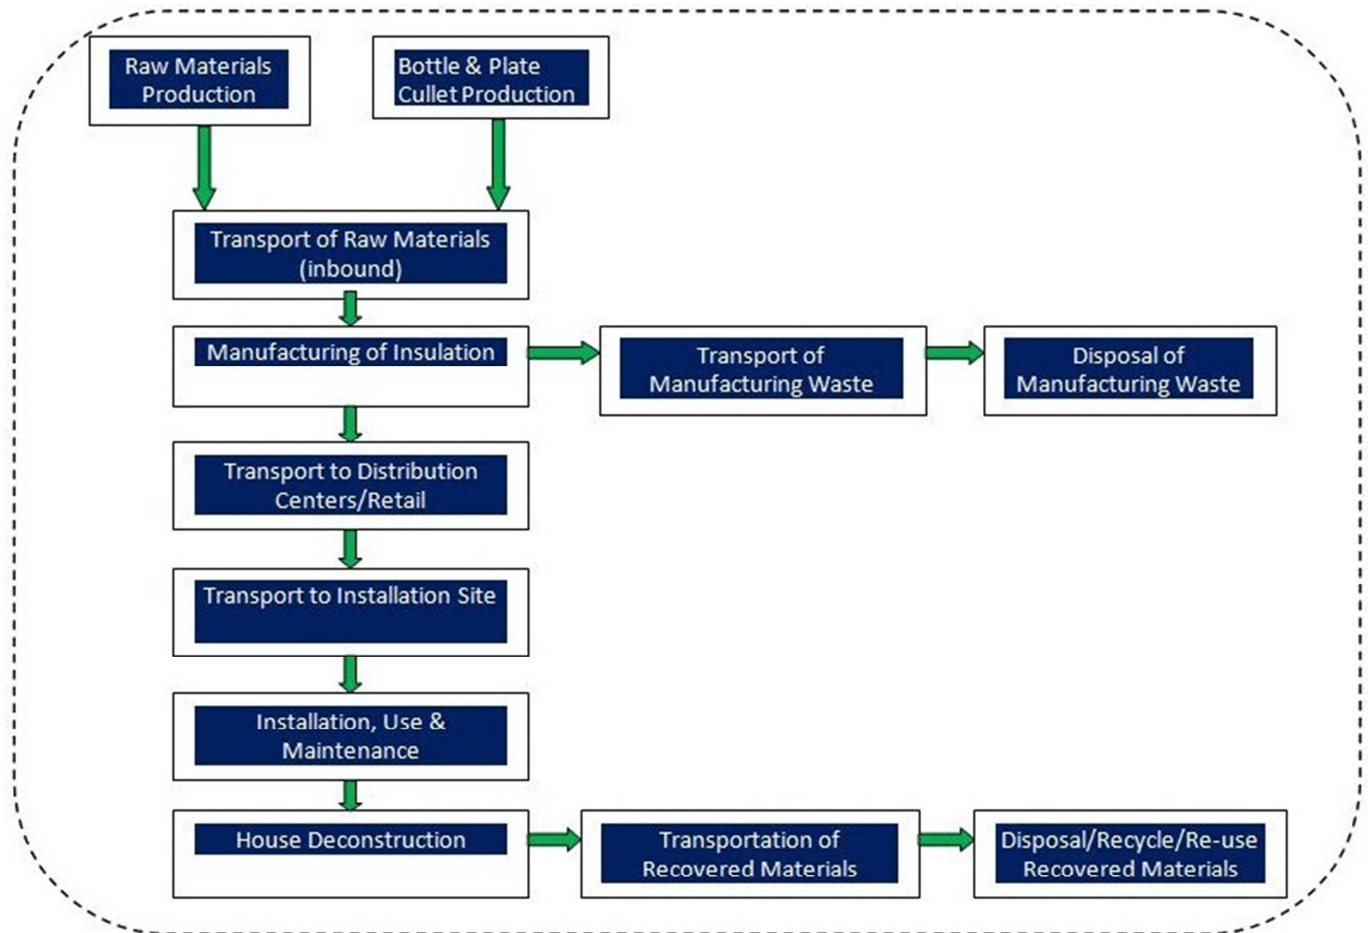 Raw Materials
Production
Bottle & Plate
Cullet Production
Transport of Raw Materials
(inbound)
Manufacturing of Insulation
Transport of
Manufacturing Waste
Disposal of
Manufacturing Waste
Transport to Distribution
Centers/Retail
Transport to Installation Site
Installation, Use &
Maintenance
House Deconstruction
Transportation of
Recovered Materials
Disposal/Recycle/Re-use
Recovered Materials